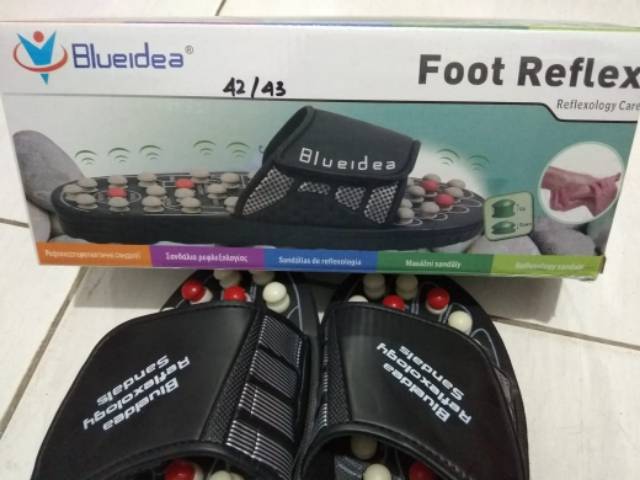 Blueidea®
42/43
Foot Reflex
Reflexology Care
Blueidea
Σανδάλια ρεφλεξολογίας
Sandálias de reflexologia
Masážní sandály
Reflexology sandals
Blueidea
Reflexology
Sandals
Blueidea
Reflexology
Sandals